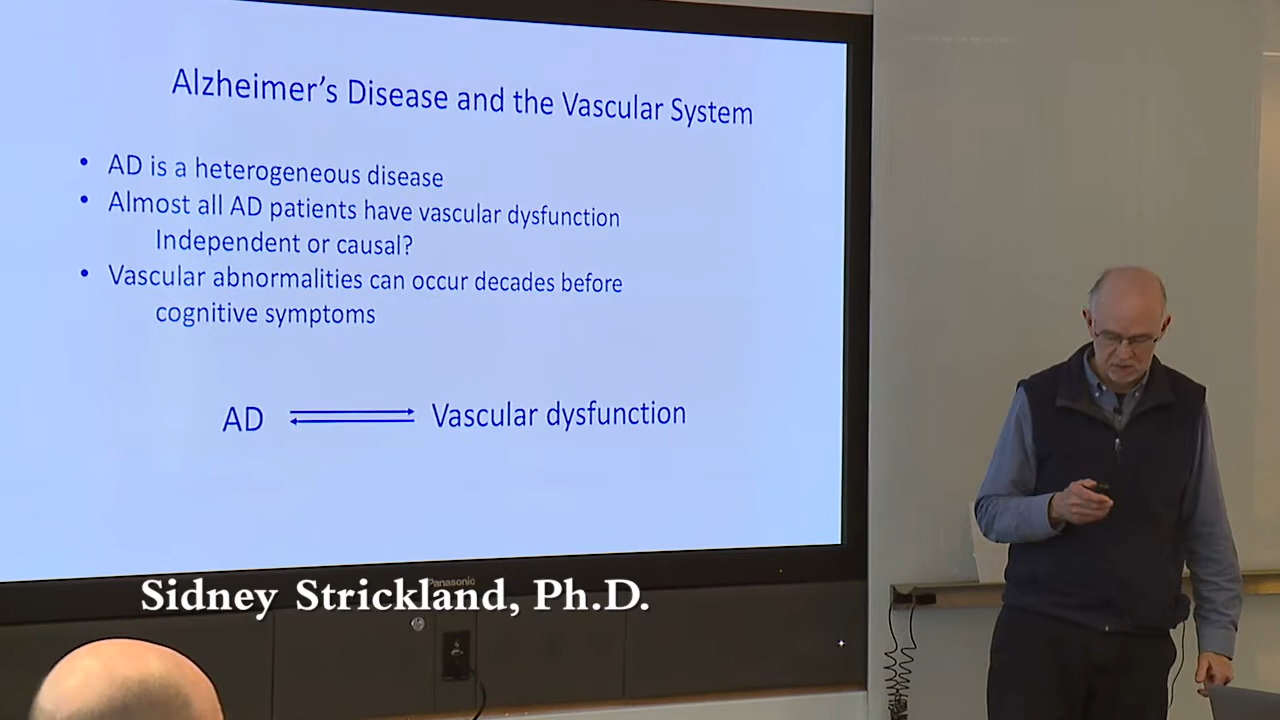 Alzheimer's Disease and the Vascular System
• AD is a heterogeneous disease
• Almost all AD patients have vascular dysfunction
Independent or causal?
• Vascular abnormalities can occur decades before
cognitive symptoms
AD Vascular dysfunction
Panasonic
Sidney Strickland, Ph.D.